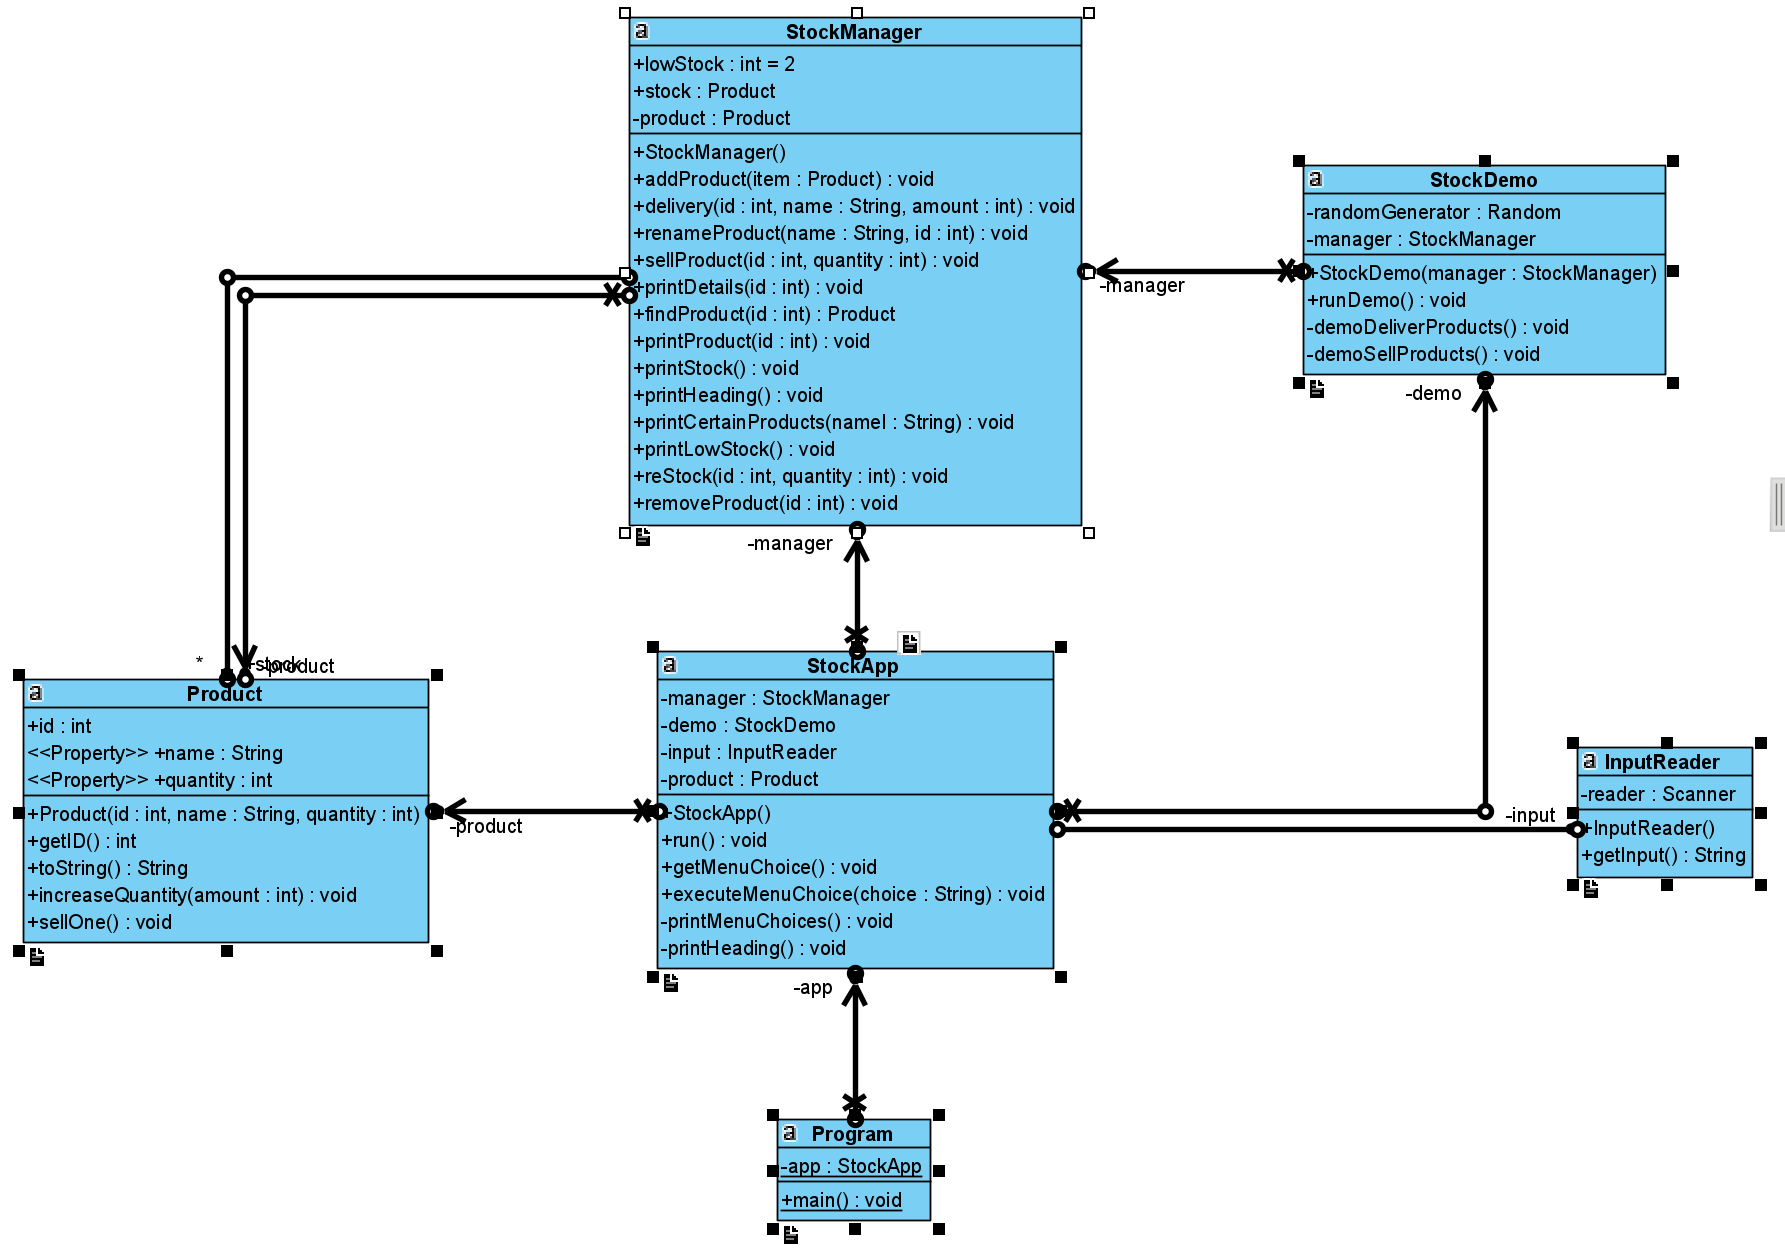 StockManager
+lowStock : int = 2
+stock : Product
-product : Product
+StockManager()
+addProduct(item : Product) : void
+delivery(id : int, name : String, amount : int) : void
+renameProduct(name : String, id : int) : void
+sellProduct(id : int, quantity : int) : void
+printDetails(id : int) : void
+findProduct(id : int) : Product
+printProduct(id : int) : void
+printStock() : void
+printHeading() : void
+printCertainProducts(namel : String) : void
+printLowStock() : void
+reStock(id : int, quantity : int) : void
+removeProduct(id : int) : void
-manager
StockDemo
-randomGenerator : Random
-manager : StockManager
+StockDemo(manager : StockManager)
+runDemo() : void
-demoDeliverProducts() : void
-demoSellProducts() : void
-demo
-manager
*
+stock
-product
Product
+id : int
<<Property>> +name : String
<<Property>> +quantity : int
+Product(id : int, name : String, quantity : int)
+getID() : int
+toString() : String
+increaseQuantity(amount : int) : void
+sellOne() : void
-product
StockApp
-manager : StockManager
-demo : StockDemo
-input : InputReader
-product : Product
+StockApp()
+run() : void
+getMenuChoice() : void
+executeMenuChoice(choice : String) : void
-printMenuChoices() : void
-printHeading() : void
-input
InputReader
-reader : Scanner
+InputReader()
+getInput() : String
-app
Program
-app : StockApp
+main() : void